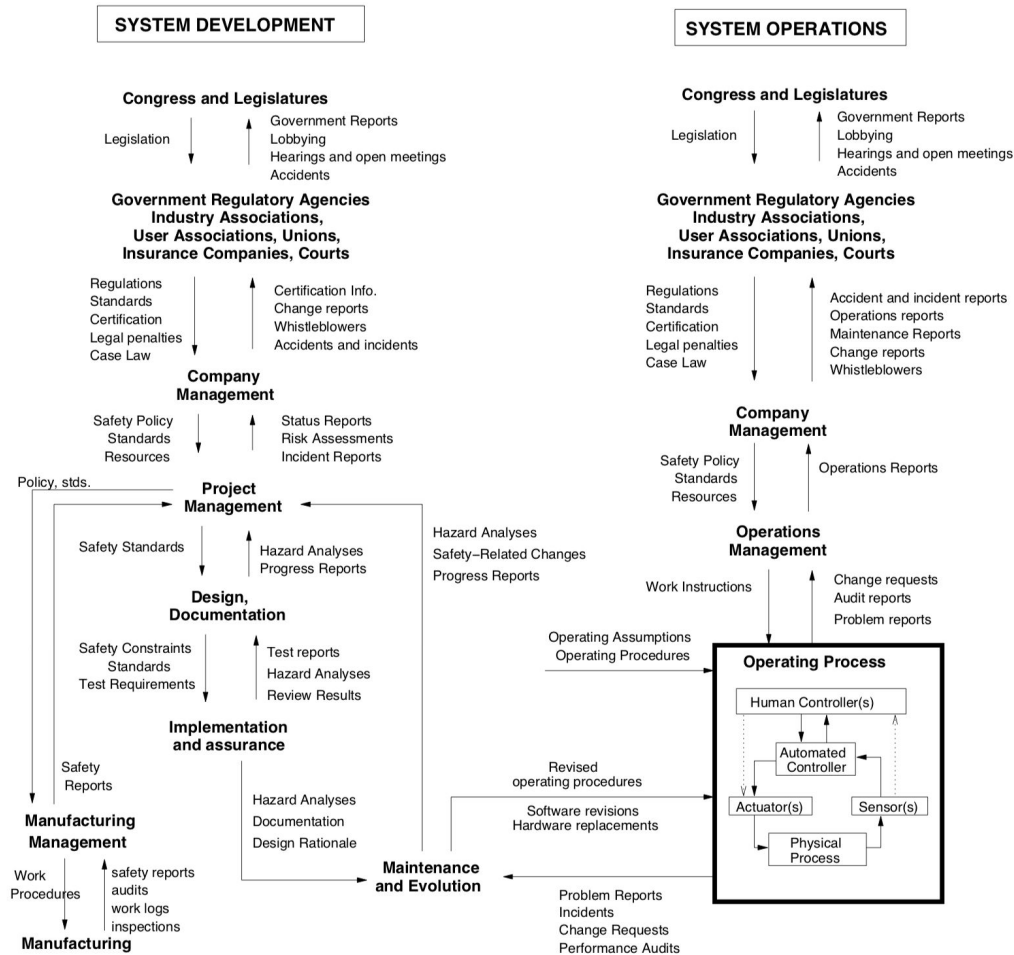 SYSTEM DEVELOPMENT
Congress and Legislatures
Legislation
Government Reports
Lobbying
Hearings and open meetings
Accidents
Government Regulatory Agencies
Industry Associations,
User Associations, Unions,
Insurance Companies, Courts
Regulations
Standards
Certification
Legal penalties
Case Law
Certification Info.
Change reports
Whistleblowers
Accidents and incidents
Company
Management
Safety Policy
Standards
Resources
Status Reports
Risk Assessments
Incident Reports
Policy, stds.
Project
Management
Safety Standards
Hazard Analyses
Progress Reports
Hazard Analyses
Safety-Related Changes
Progress Reports
Design,
Documentation
Safety Constraints
Standards
Test Requirements
Test reports
Hazard Analyses
Review Results
Implementation
and assurance
Safety
Reports
Hazard Analyses
Documentation
Design Rationale
Manufacturing
Management
Work
Procedures
safety reports
audits
work logs
inspections
Manufacturing
Maintenance
and Evolution
SYSTEM OPERATIONS
Congress and Legislatures
Legislation
Government Reports
Lobbying
Hearings and open meetings
Accidents
Government Regulatory Agencies
Industry Associations,
User Associations, Unions,
Insurance Companies, Courts
Regulations
Standards
Certification
Legal penalties
Case Law
Accident and incident reports
Operations reports
Maintenance Reports
Change reports
Whistleblowers
Company
Management
Safety Policy
Standards
Resources
Operations Reports
Operations
Management
Work Instructions
Change requests
Audit reports
Problem reports
Operating Assumptions
Operating Procedures
Operating Process
Human Controller(s)
Automated
Controller
Actuator(s)
Sensor(s)
Physical
Process
Revised
operating procedures
Software revisions
Hardware replacements
Problem Reports
Incidents
Change Requests
Performance Audits